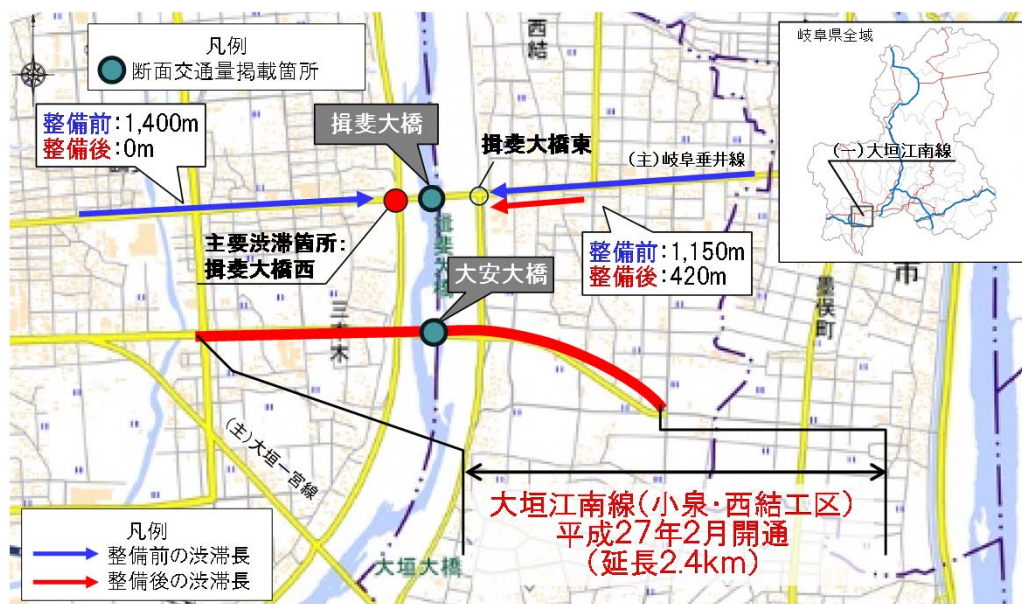 凡例
断面交通量掲載箇所
西結
岐阜県全域
(一)大垣江南線
整備前:1,400m
整備後:0m
揖斐大橋
揖斐大橋東
(主)岐阜垂井線
主要渋滞箇所:
揖斐大橋西
揖斐大橋
整備前:1,150m
整備後:420m
大安大橋
市
墨俣町
三本木
(主)大垣一宮線
大垣江南線(小泉・西結工区)
平成27年2月開通
(延長2.4km)
凡例
整備前の渋滞長
整備後の渋滞長
大垣大橋